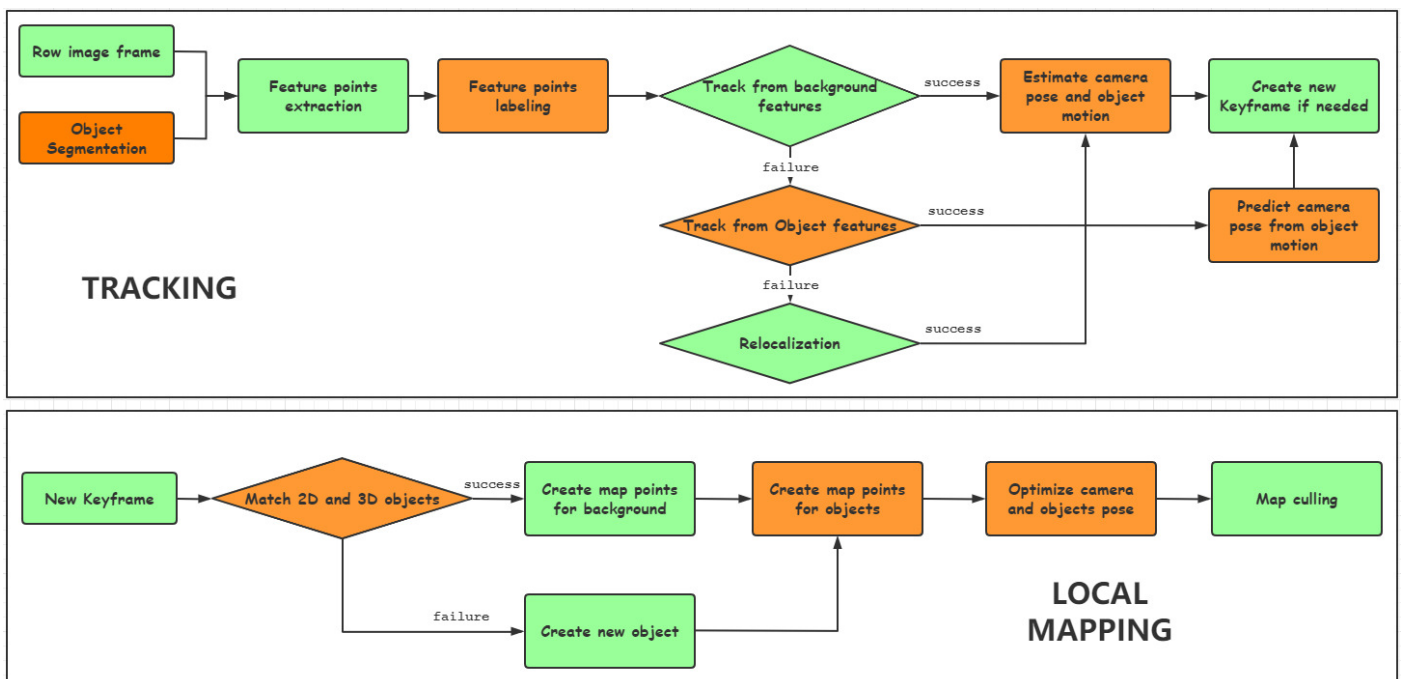 Row image frame
Object
Segmentation
Feature points
extraction
Feature points
labeling
Track from background
features
success
failure
Estimate camera
pose and object
motion
Create new
Keyframe if needed
Track from Object features
success
failure
Predict camera
pose from object
motion
Relocalization
success
TRACKING
New Keyframe
Match 2D and 3D objects
success
failure
Create map points
for background
Create new object
Create map points
for objects
Optimize camera
and objects pose
Map culling
LOCAL
MAPPING